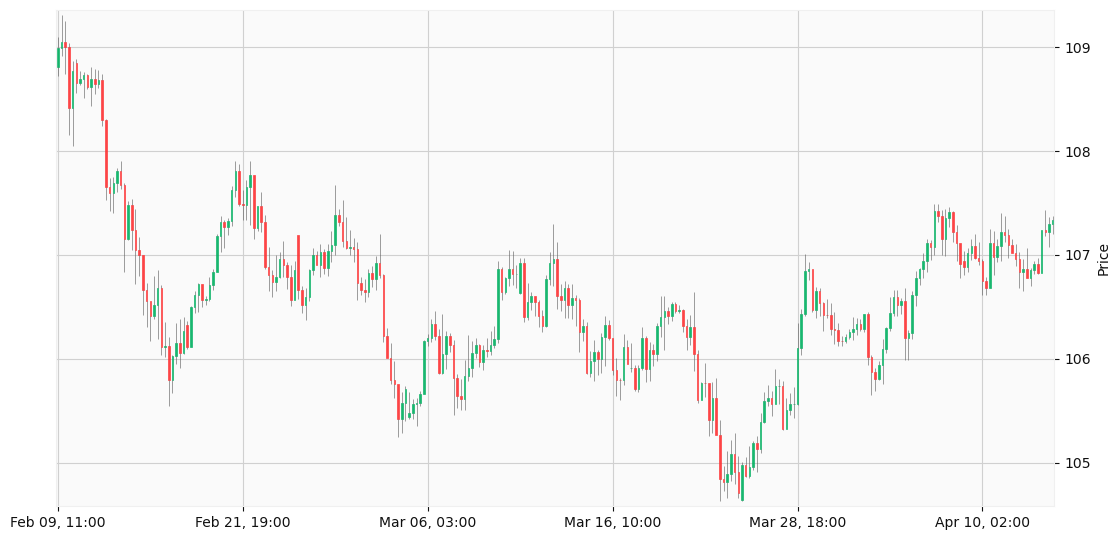 109
108
107
106
105
Price
Feb 09, 11:00
Feb 21, 19:00
Mar 06, 03:00
Mar 16, 10:00
Mar 28, 18:00
Apr 10, 02:00